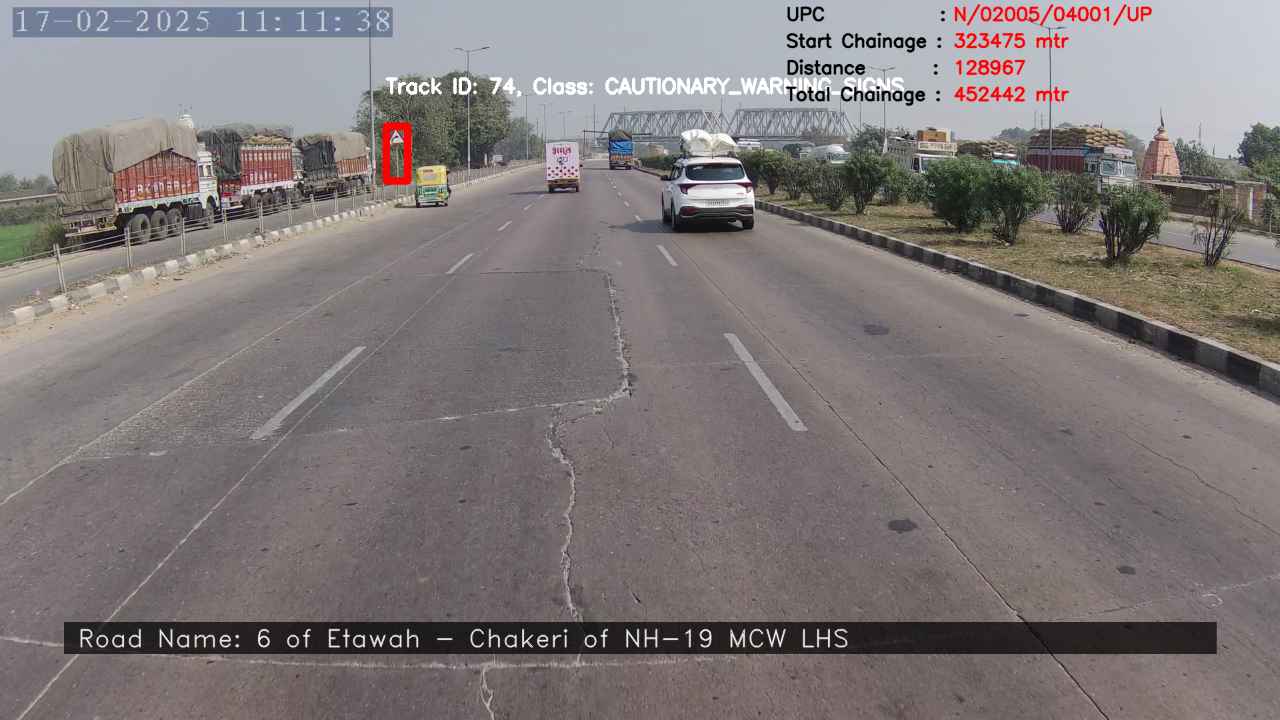 17-02-2025 11:11:38
UPC : N/02005/04001/UP
Start Chainage : 323475 mtr
Distance : 128967
Total Chainage : 452442 mtr
Track ID: 74, Class: CAUTIONARY_WARNING_SIGNS
Road Name: 6 of Etawah - Chakeri of NH-19 MCW LHS